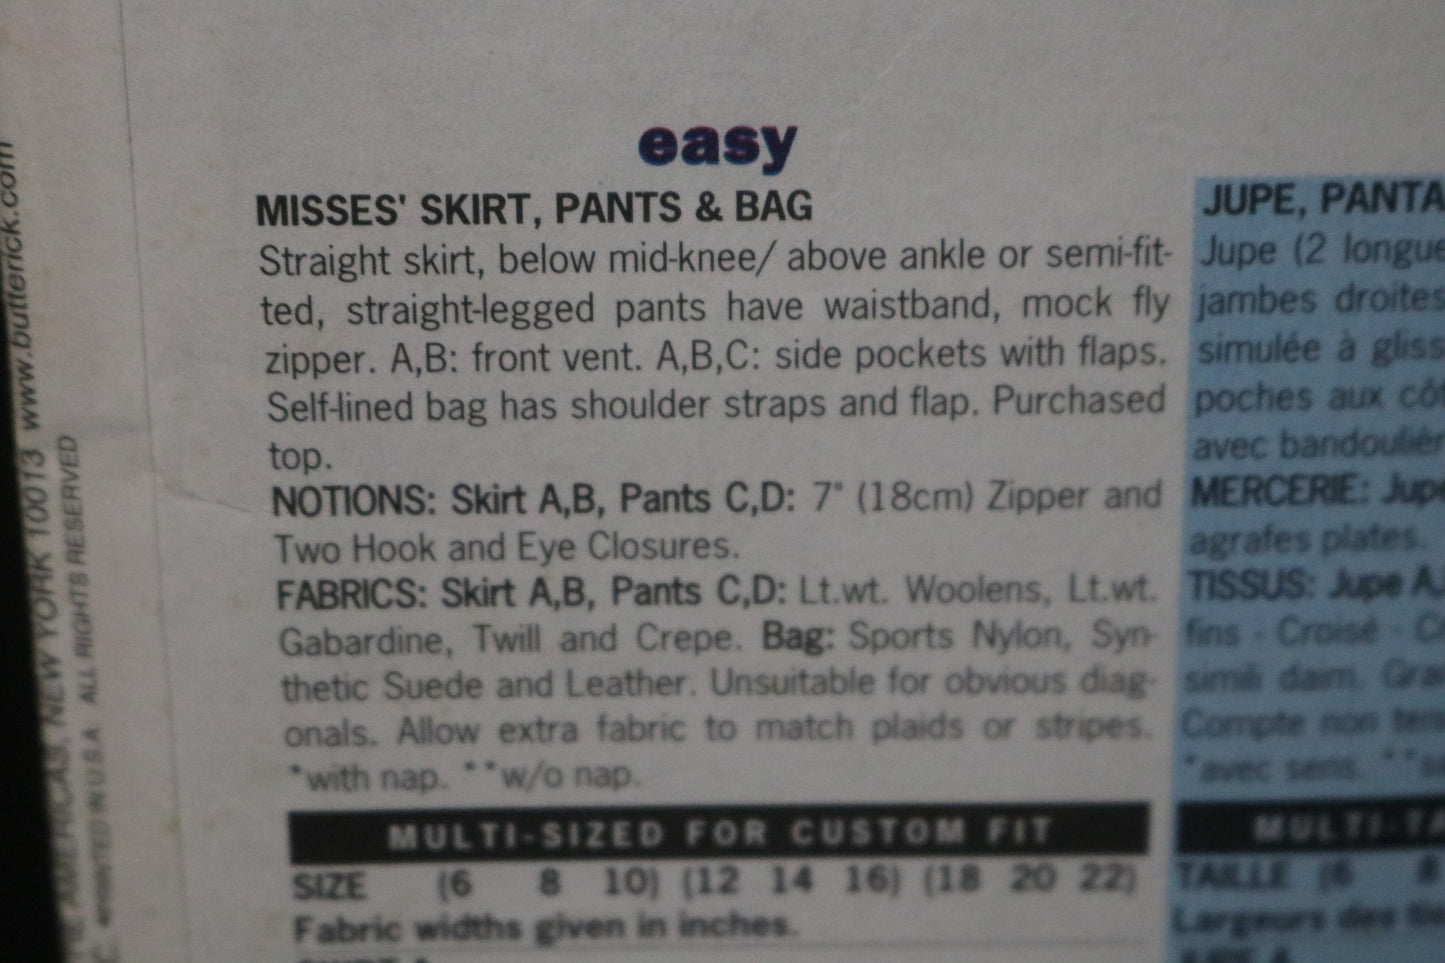 easy
MISSES' SKIRT, PANTS & BAG
Straight skirt, below mid-knee/ above ankle or semi-fit-
ted, straight-legged pants have waistband, mock fly
zipper. A,B: front vent. A,B,C: side pockets with flaps.
Self-lined bag has shoulder straps and flap. Purchased
top.
NOTIONS: Skirt A,B, Pants C,D: 7" (18cm) Zipper and
Two Hook and Eye Closures.
FABRICS: Skirt A,B, Pants C,D: Lt.wt. Woolens, Lt.wt.
Gabardine, Twill and Crepe. Bag: Sports Nylon, Syn-
thetic Suede and Leather. Unsuitable for obvious diag-
onals. Allow extra fabric to match plaids or stripes.
*with nap. **w/o nap.
MULTI-SIZED FOR CUSTOM FIT
SIZE (6 8 10) (12 14 16) (18 20 22)
Fabric widths given in inches.
JUPE, PANTA
Jupe (2 longue
jambes droites
simulée à gliss
poches aux côt
avec bandoulièr
MERCERIE: Jupe
agrafes plates.
TISSUS: Jupe A,
fins - Croisé - C
simili daim. Gra
Compte non ten
*avec sens. **s
MULTI-TA
TAILLE (6 8
Largeurs des tis
AMERICAS, NEW YORK 10013 www.butterick.com
PRINTED IN U.S.A. ALL RIGHTS RESERVED